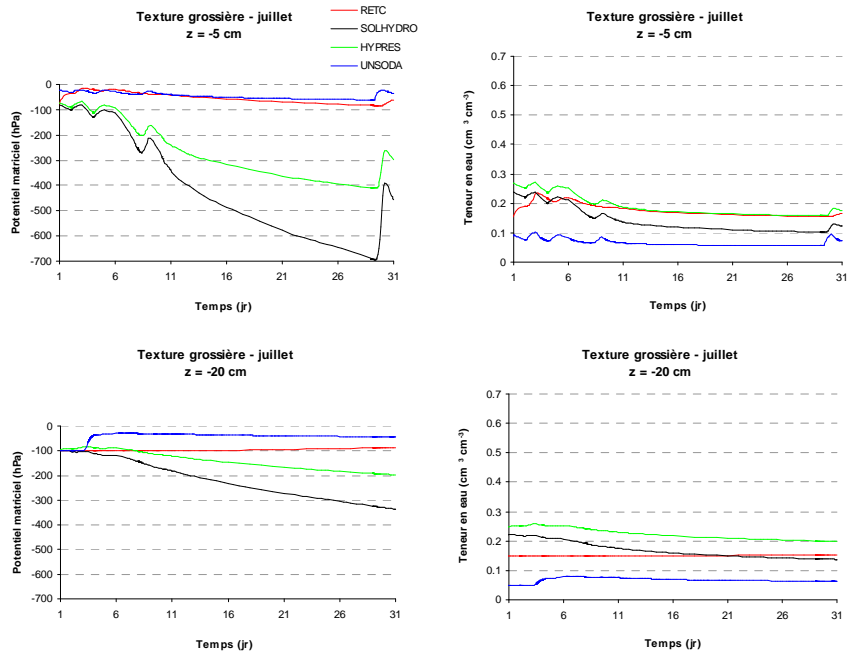 Texture grossière - juillet
z = -5 cm
RETC
SOLHYDRO
HYPRES
UNSODA
Potentiel matriciel (hPa)
0
-100
-200
-300
-400
-500
-600
-700
1 6 11 16 21 26 31
Temps (jr)
Texture grossière - juillet
z = -5 cm
Teneur en eau (cm³ cm⁻³)
0.7
0.6
0.5
0.4
0.3
0.2
0.1
0
1 6 11 16 21 26 31
Temps (jr)
Texture grossière - juillet
z = -20 cm
Potentiel matriciel (hPa)
0
-100
-200
-300
-400
-500
-600
-700
1 6 11 16 21 26 31
Temps (jr)
Texture grossière - juillet
z = -20 cm
Teneur en eau (cm³ cm⁻³)
0.7
0.6
0.5
0.4
0.3
0.2
0.1
0
1 6 11 16 21 26 31
Temps (jr)